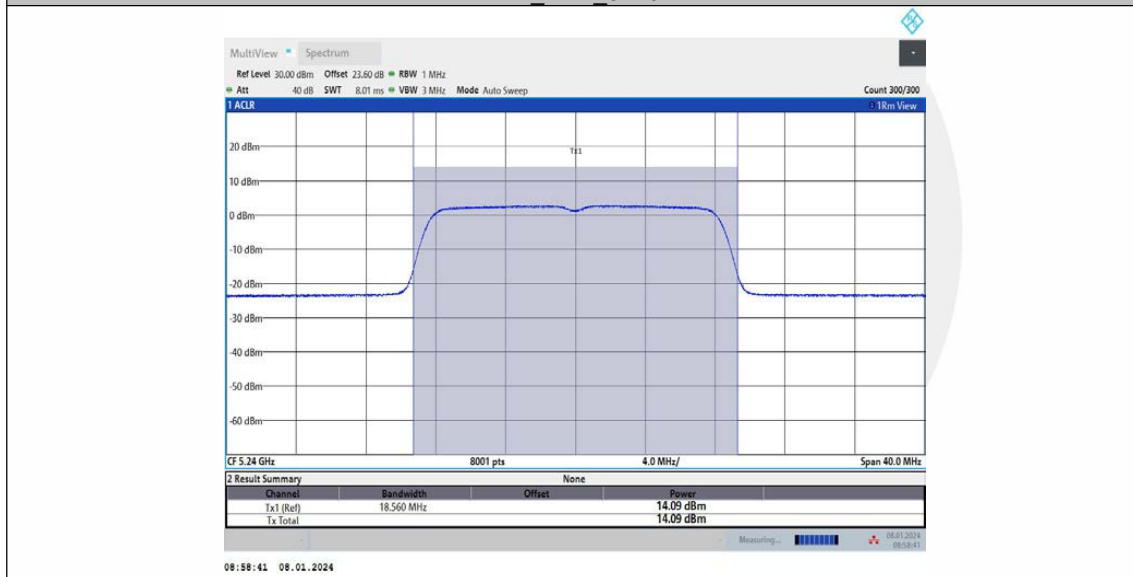 MultiView Spectrum
Ref Level 30.00 dBm Offset 23.60 dB RBW 1 MHz
Att 40 dB SWT 8.01 ms VBW 3 MHz Mode Auto Sweep Count 300/300
1 ACLR 1Rm View
Tx1
20 dBm
10 dBm
0 dBm
-10 dBm
-20 dBm
-30 dBm
-40 dBm
-50 dBm
-60 dBm
CF 5.24 GHz 8001 pts 4.0 MHz/ Span 40.0 MHz
2 Result Summary None
Channel Bandwidth Offset Power
Tx1 (Ref) 18.560 MHz 14.09 dBm
Tx Total 14.09 dBm
Measuring... 08.01.2024
08:58:41
08:58:41 08.01.2024